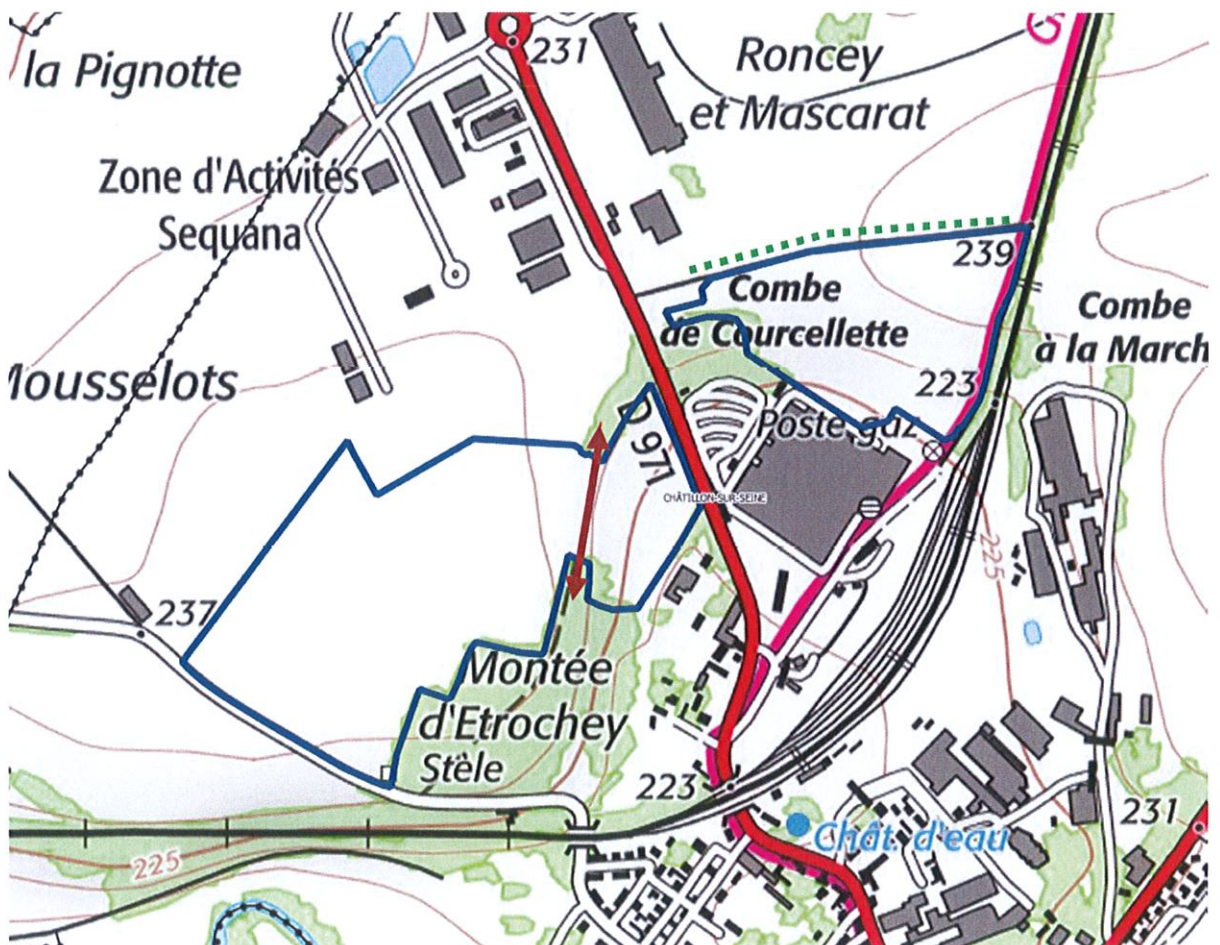 231
la Pignotte
Roncey
et Mascarat
Zone d'Activités
Sequana
239
Combe
de Courcellette
Combe
à la March
Mousselots
223
D 971
Poste gaz
CHÂTILLON-SUR-SEINE
225
237
Montée
d'Etrochey
Stèle
223
231
Chât. d'eau
225